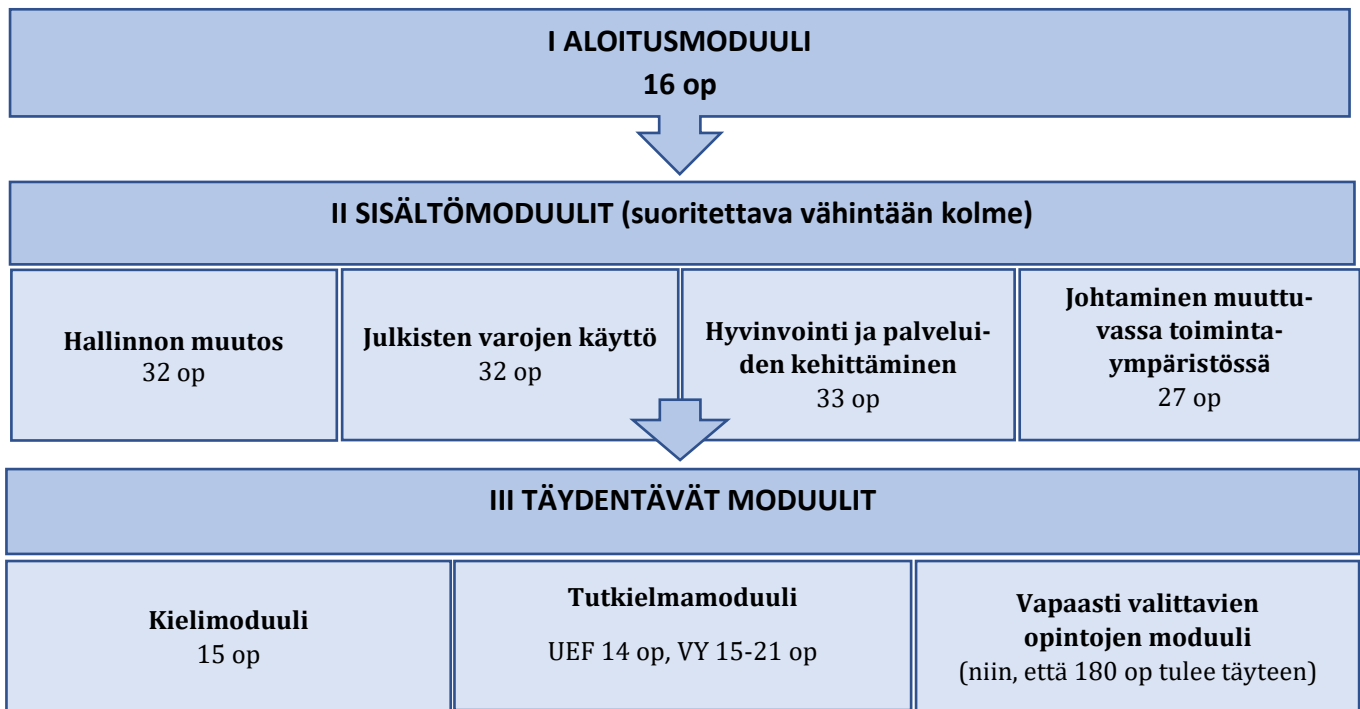 I ALOITUSMODUULI
16 op
II SISÄLTÖMODUULIT (suoritettava vähintään kolme)
Hallinnon muutos
32 op
Julkisten varojen käyttö
32 op
Hyvinvointi ja palvelui-
den kehittäminen
33 op
Johtaminen muuttu-
vassa toiminta-
ympäristössä
27 op
III TÄYDENTÄVÄT MODUULIT
Kielimoduuli
15 op
Tutkielmamoduuli
UEF 14 op, VY 15-21 op
Vapaasti valittavien
opintojen moduuli
(niin, että 180 op tulee täyteen)